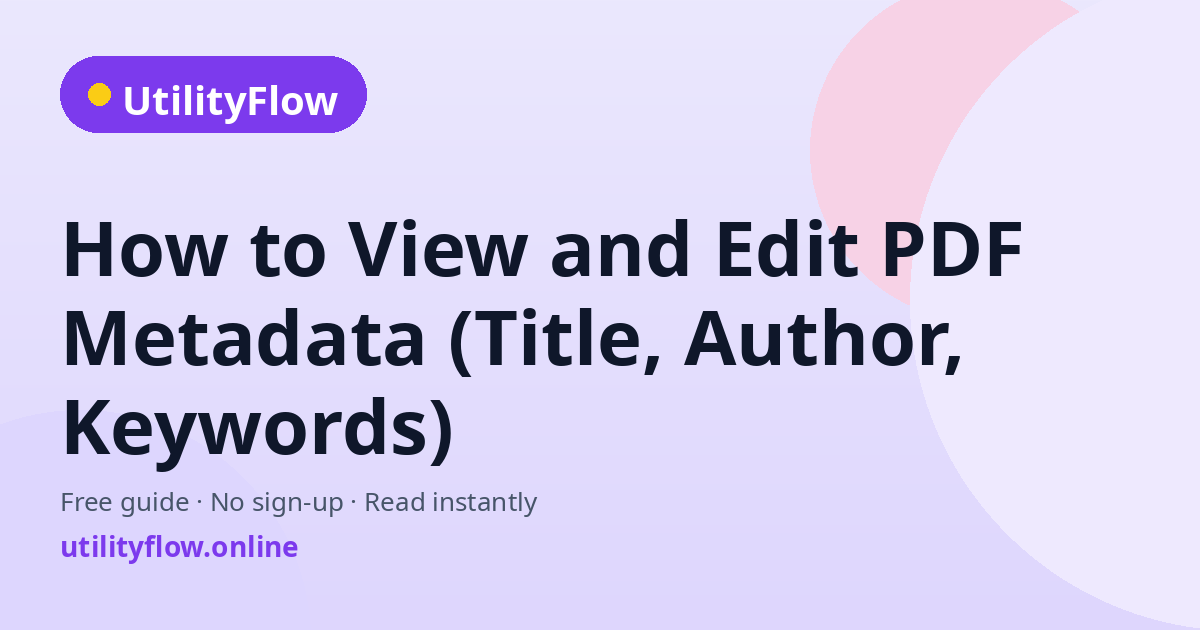 UtilityFlow
How to View and Edit PDF
Metadata (Title, Author,
Keywords)
Free guide · No sign-up · Read instantly
utilityflow.online